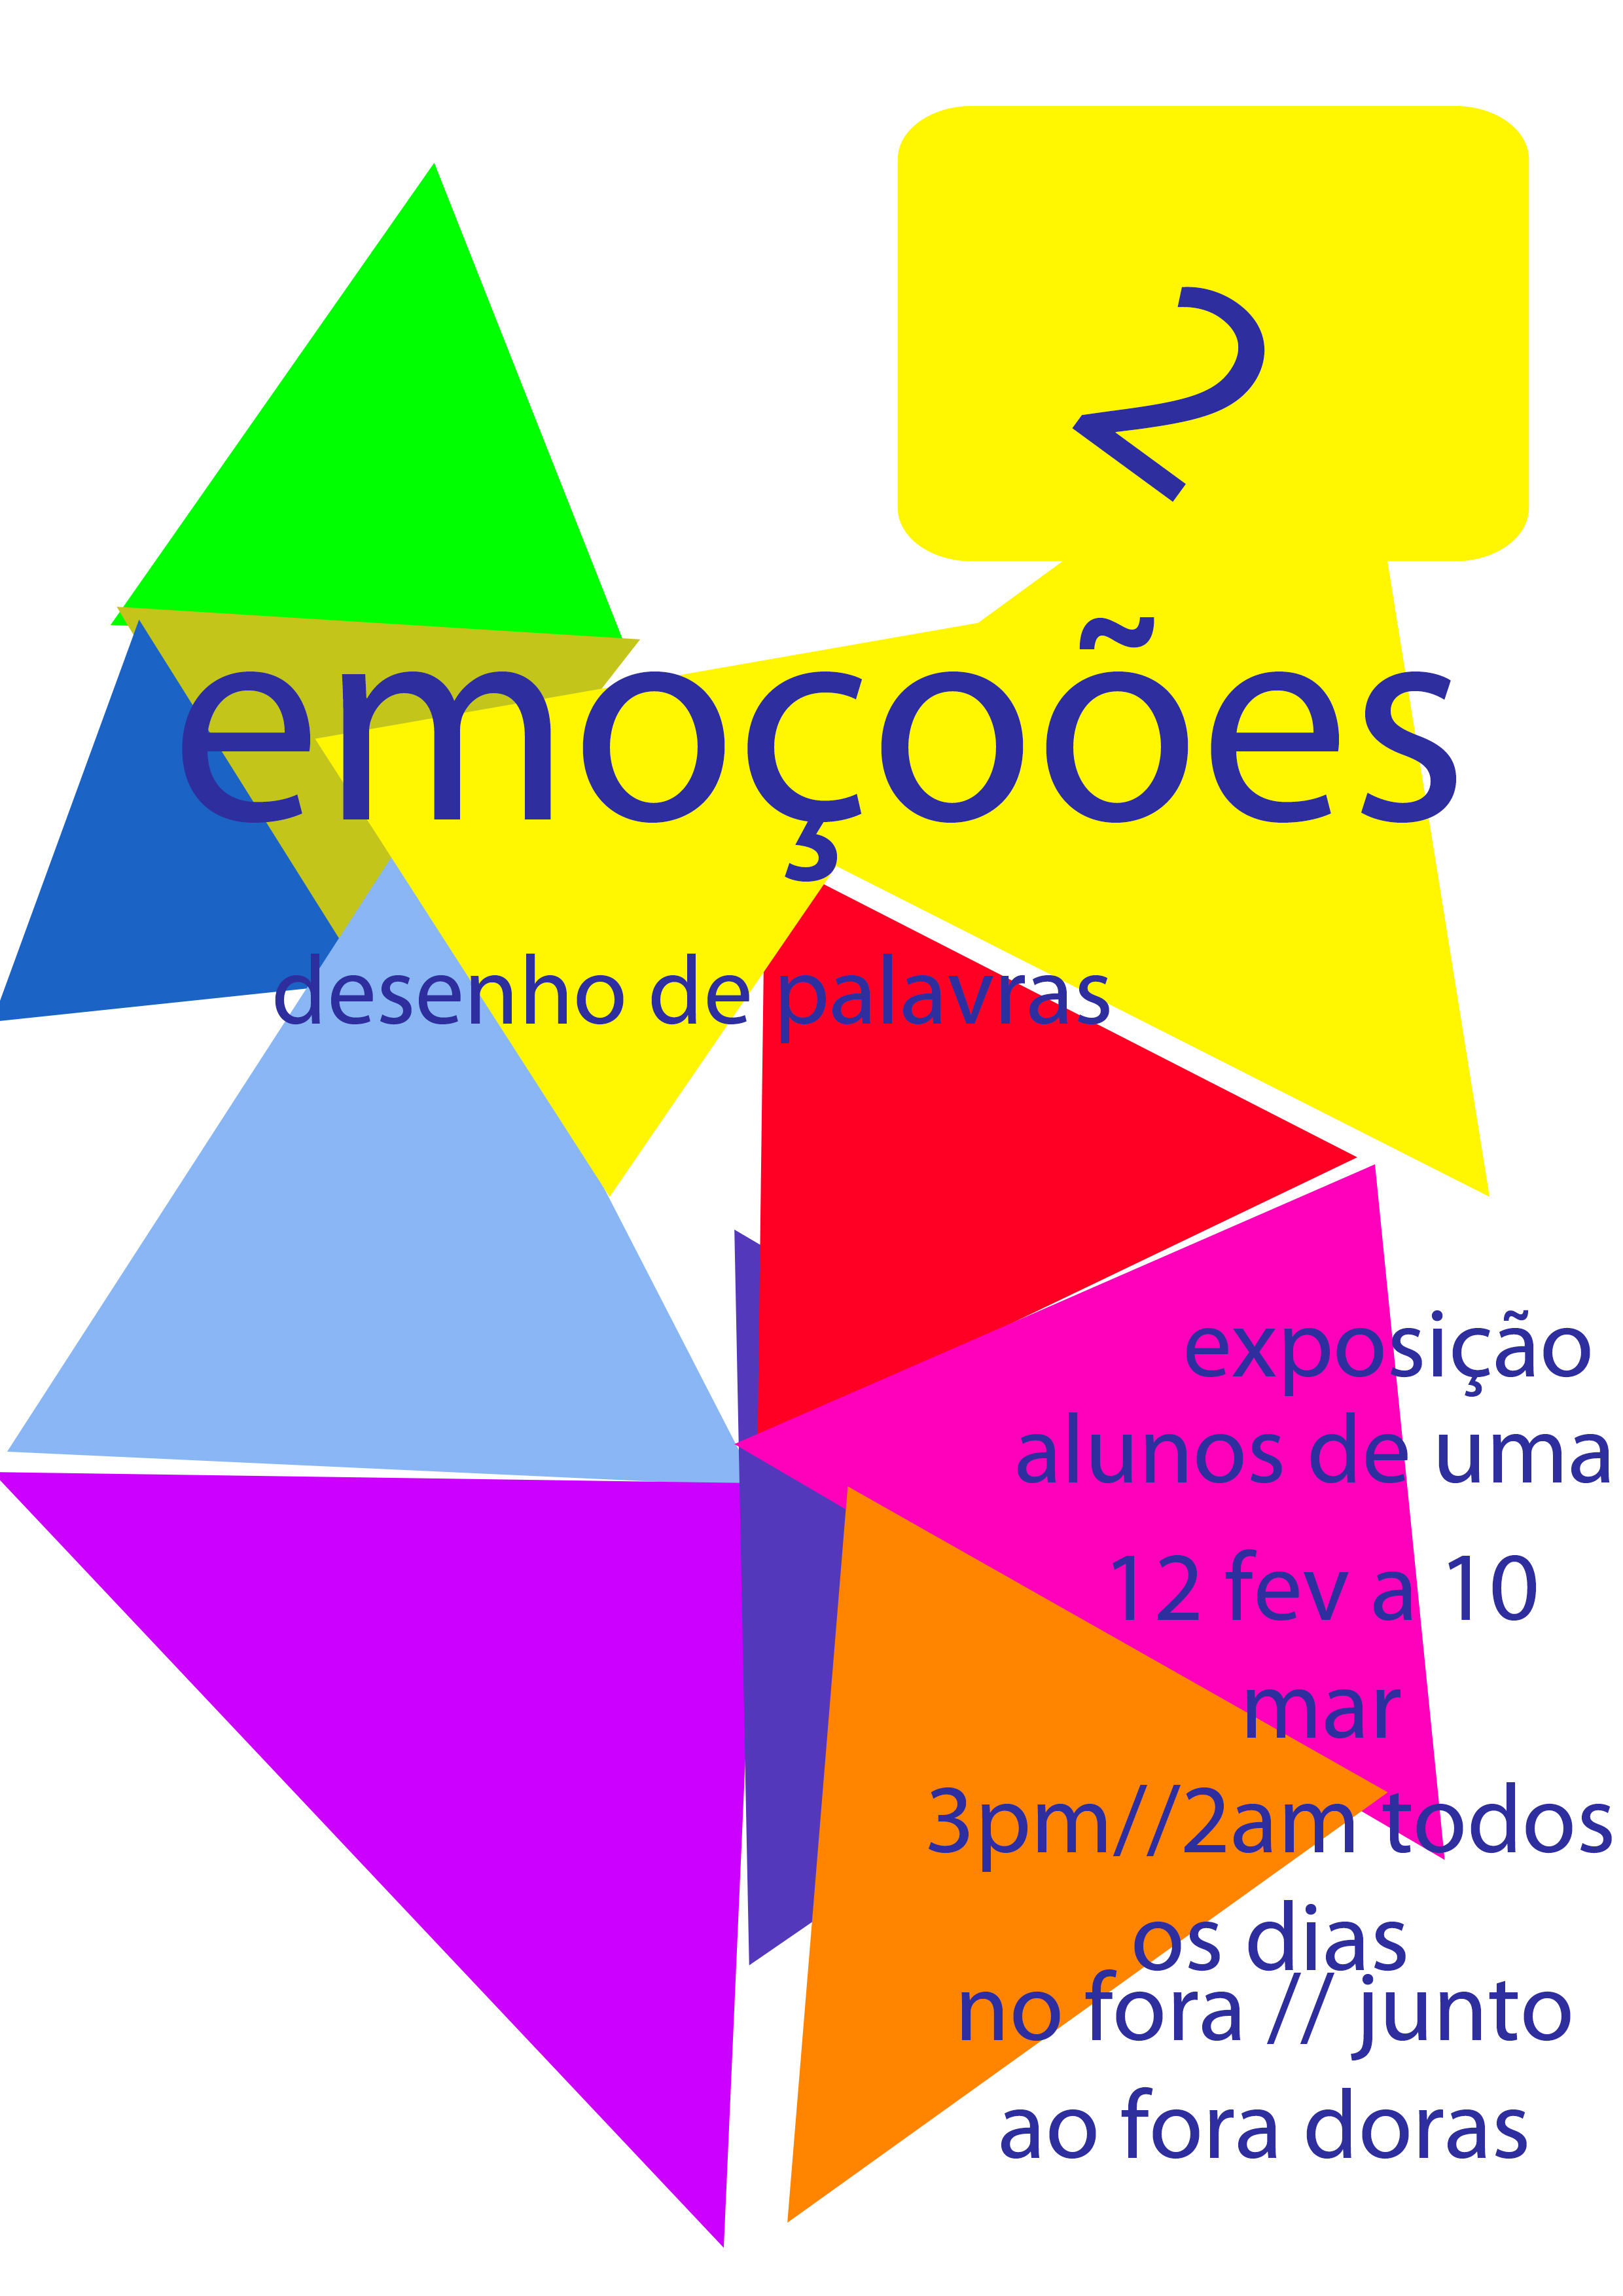 2
emoçoões
desenho de palavras
exposição
alunos de uma
12 fev a 10
mar
3pm//2am todos
os dias
no fora // junto
ao fora doras